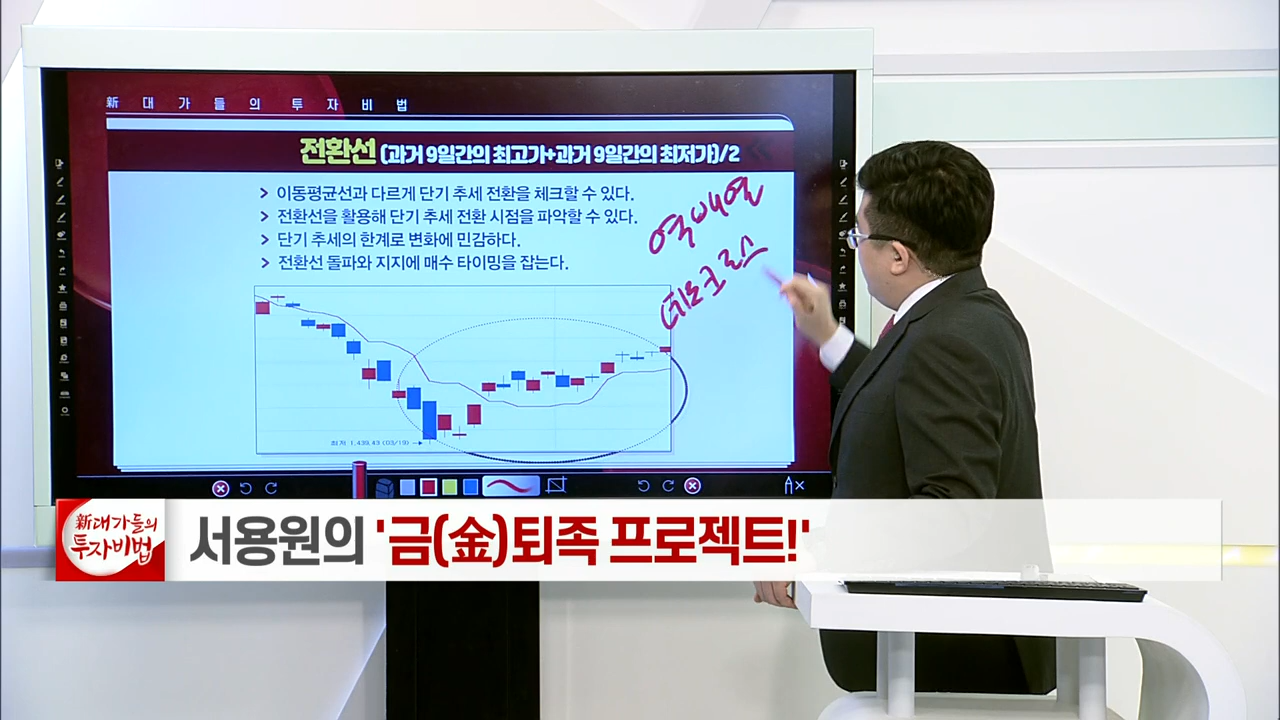 新 대 가 들 의 투 자 비 법
전환선 (과거 9일간의 최고가+과거 9일간의 최저가)/2
> 이동평균선과 다르게 단기 추세 전환을 체크할 수 있다.
> 전환선을 활용해 단기 추세 전환 시점을 파악할 수 있다.
> 단기 추세의 한계로 변화에 민감하다.
> 전환선 돌파와 지지에 매수 타이밍을 잡는다.
역배열
데드크로스
최저 1,439.43 (03/19)→
新대가들의
투자비법
서용원의 '금(金)퇴족 프로젝트!'